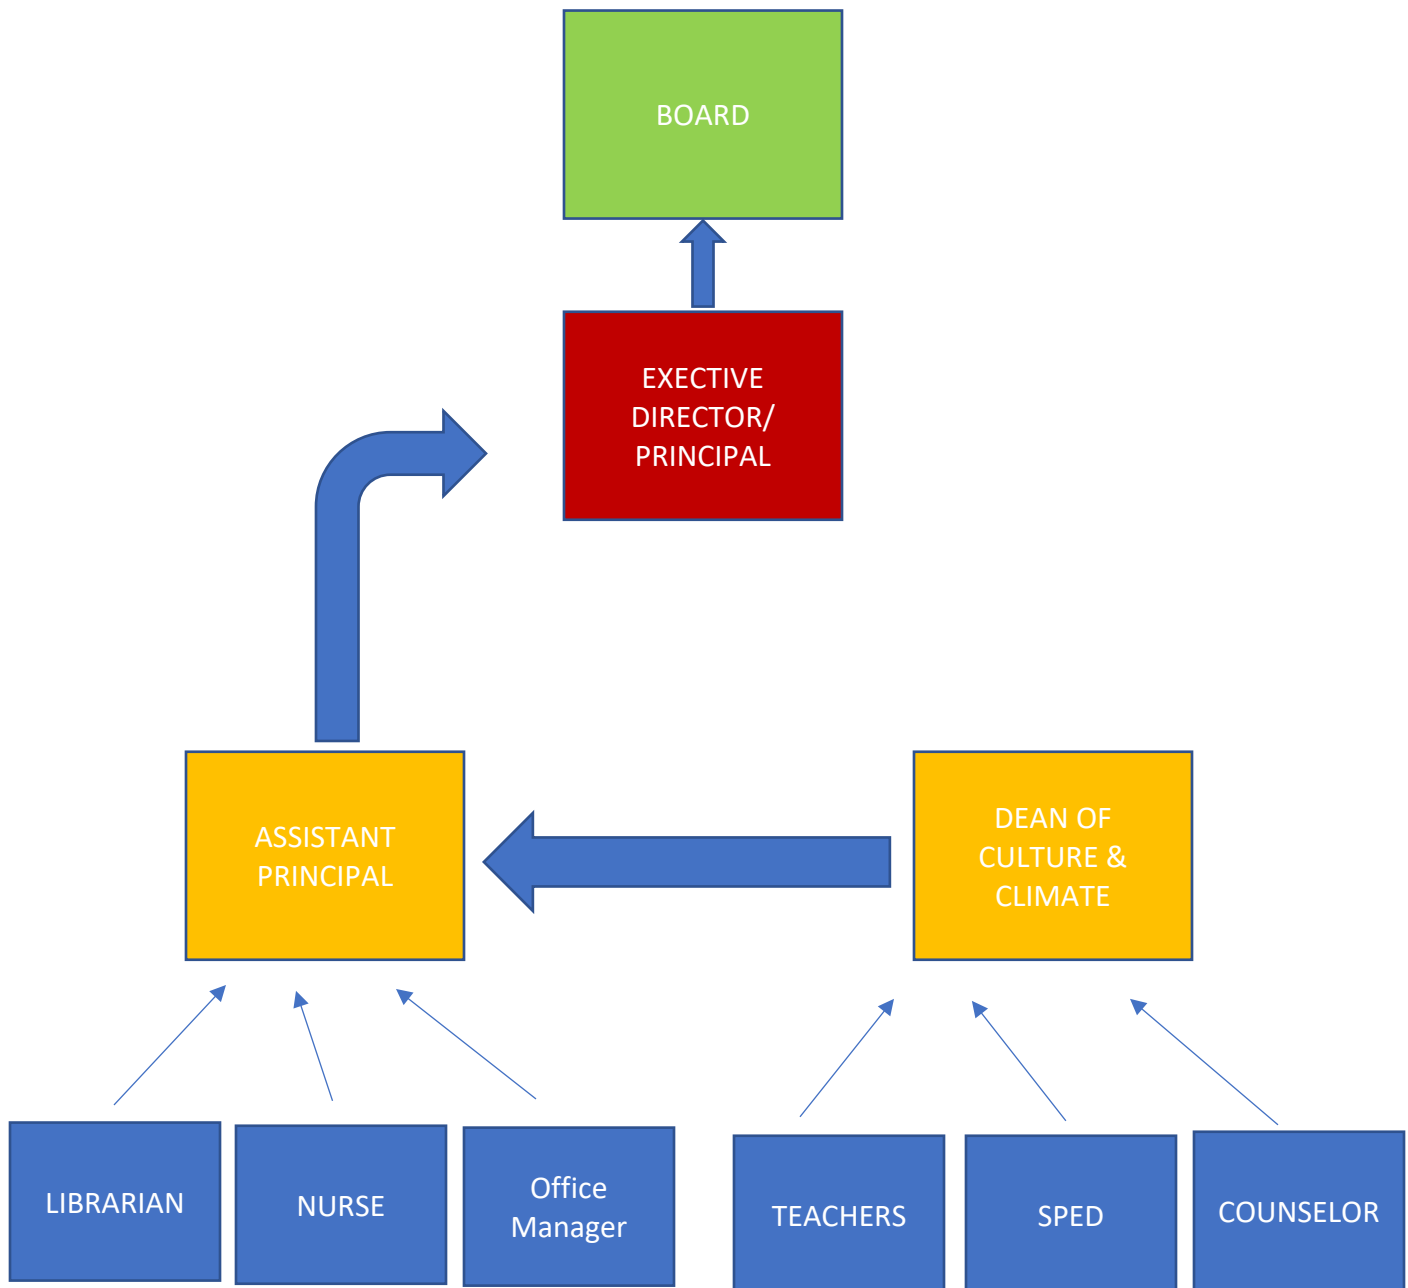 BOARD
EXECTIVE
DIRECTOR/
PRINCIPAL
ASSISTANT
PRINCIPAL
DEAN OF
CULTURE &
CLIMATE
LIBRARIAN
NURSE
Office
Manager
TEACHERS
SPED
COUNSELOR